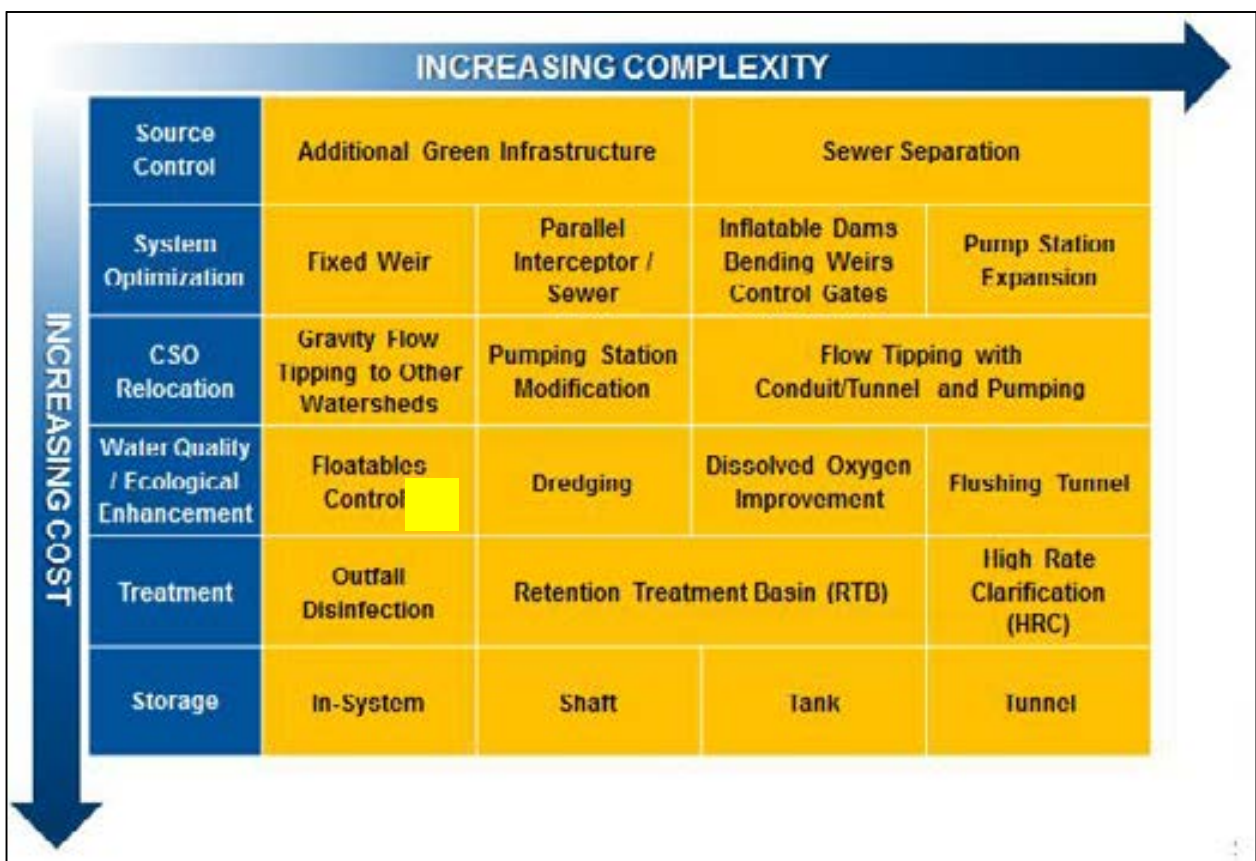 INCREASING COMPLEXITY
INCREASING COST
Source
Control
Additional Green Infrastructure
Sewer Separation
System
Optimization
Fixed Weir
Parallel
Interceptor /
Sewer
Inflatable Dams
Bending Weirs
Control Gates
Pump Station
Expansion
CSO
Relocation
Gravity Flow
Tipping to Other
Watersheds
Pumping Station
Modification
Flow Tipping with
Conduit/Tunnel and Pumping
Water Quality
/ Ecological
Enhancement
Floatables
Control
Dredging
Dissolved Oxygen
Improvement
Flushing Tunnel
Treatment
Outfall
Disinfection
Retention Treatment Basin (RTB)
High Rate
Clarification
(HRC)
Storage
In-System
Shaft
Tank
Tunnel